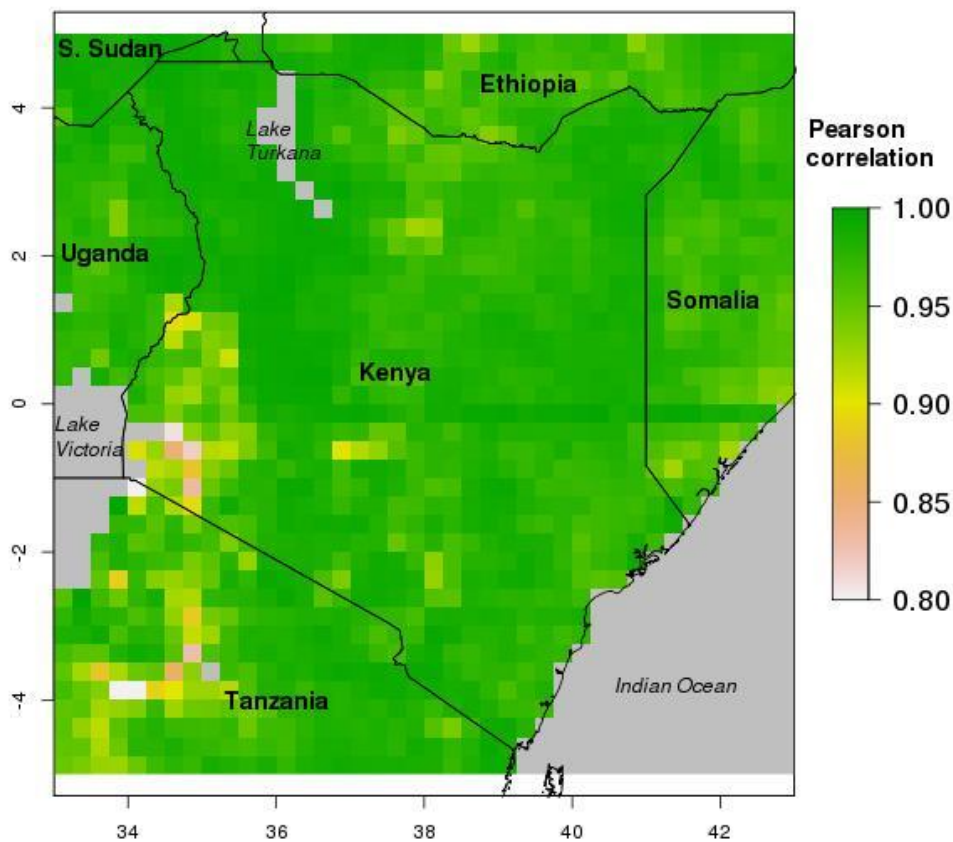 S. Sudan
Ethiopia
4
Lake
Turkana
Pearson
correlation
1.00
2
Uganda
0.95
Somalia
Kenya
0
0.90
Lake
Victoria
0.85
-2
0.80
Indian Ocean
-4
Tanzania
34
36
38
40
42